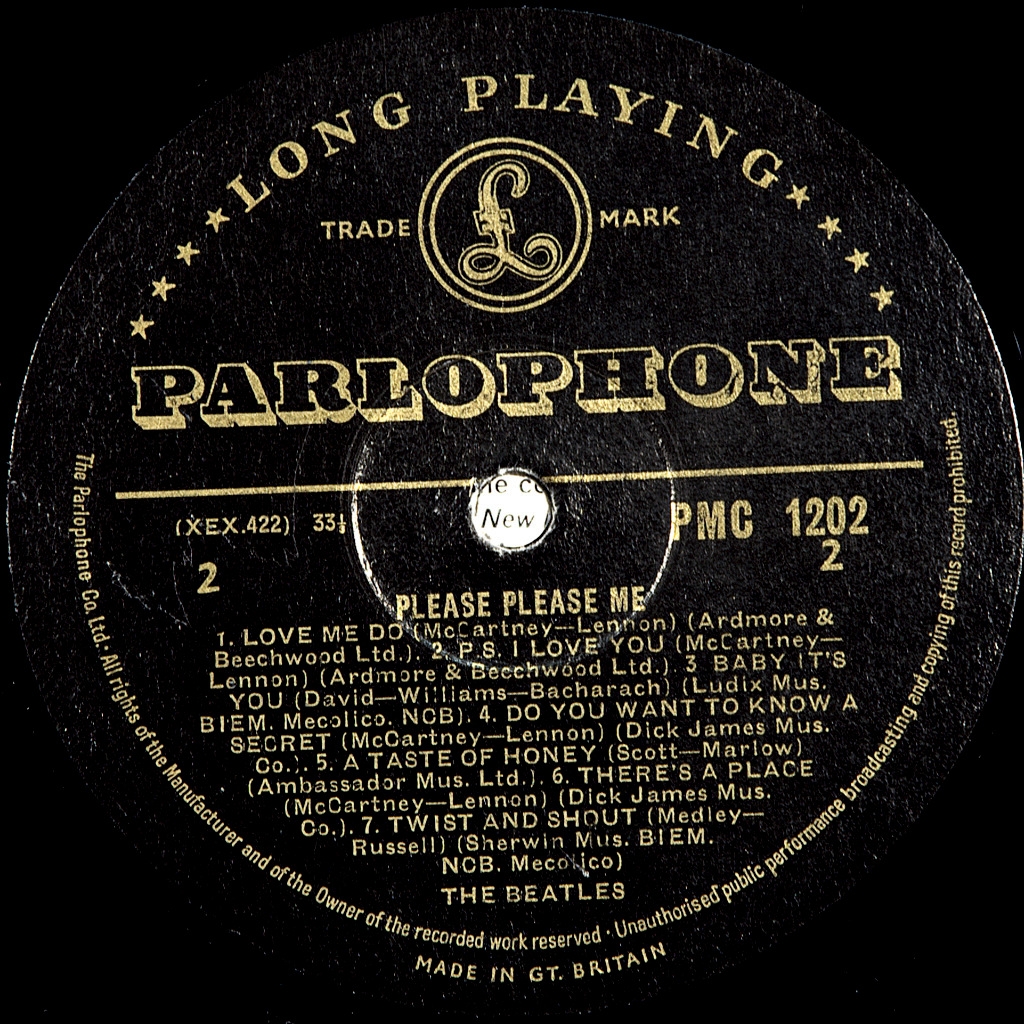 LONG PLAYING
TRADE £ MARK
PARLOPHONE
(XEX.422) 33⅓
PMC 1202
2
2
New
PLEASE PLEASE ME
1. LOVE ME DO (McCartney—Lennon) (Ardmore &
Beechwood Ltd.). 2. P.S. I LOVE YOU (McCartney—
Lennon) (Ardmore & Beechwood Ltd.). 3 BABY IT'S
YOU (David—Williams—Bacharach) (Ludix Mus.
BIEM. Mecolico. NCB). 4. DO YOU WANT TO KNOW A
SECRET (McCartney—Lennon) (Dick James Mus.
Co.). 5. A TASTE OF HONEY (Scott—Marlow)
(Ambassador Mus. Ltd.). 6. THERE'S A PLACE
(McCartney—Lennon) (Dick James Mus.
Co.). 7. TWIST AND SHOUT (Medley—
Russell) (Sherwin Mus. BIEM.
NCB. Mecolico)
THE BEATLES
The Parlophone Co. Ltd. · All rights of the Manufacturer and of the Owner of the recorded work reserved · Unauthorised public performance broadcasting and copying of this record prohibited.
MADE IN GT. BRITAIN